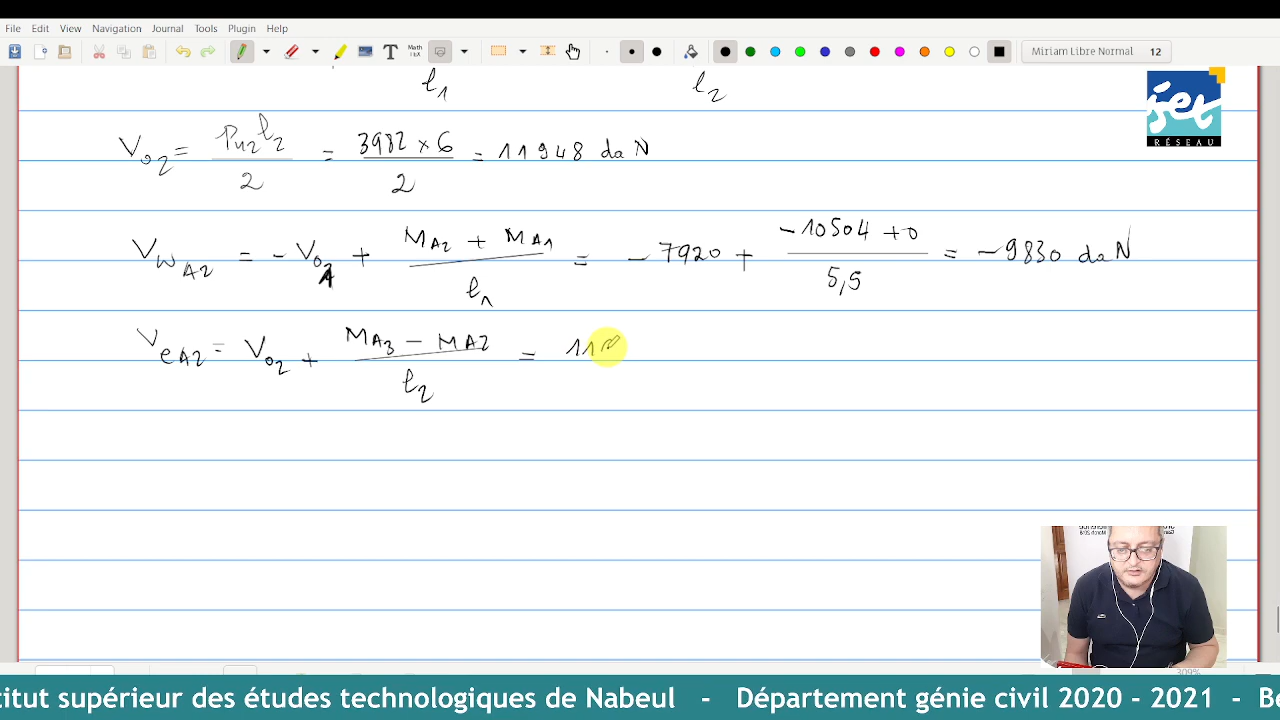 File Edit View Navigation Journal Tools Plugin Help
T Math Miriam Libre Normal 12
l1 l2
iset
RÉSEAU
Vo2 = Pu2 l2 / 2 = 3982 × 6 / 2 = 11948 daN
VwA2 = - Vo1 + MA2 + MA1 / l1 = - 7920 + -10504 + 0 / 5,5 = - 9830 daN
VeA2 = Vo2 + MA3 - MA2 / l2 = 11
309%
titut supérieur des études technologiques de Nabeul - Département génie civil 2020 - 2021 - Be